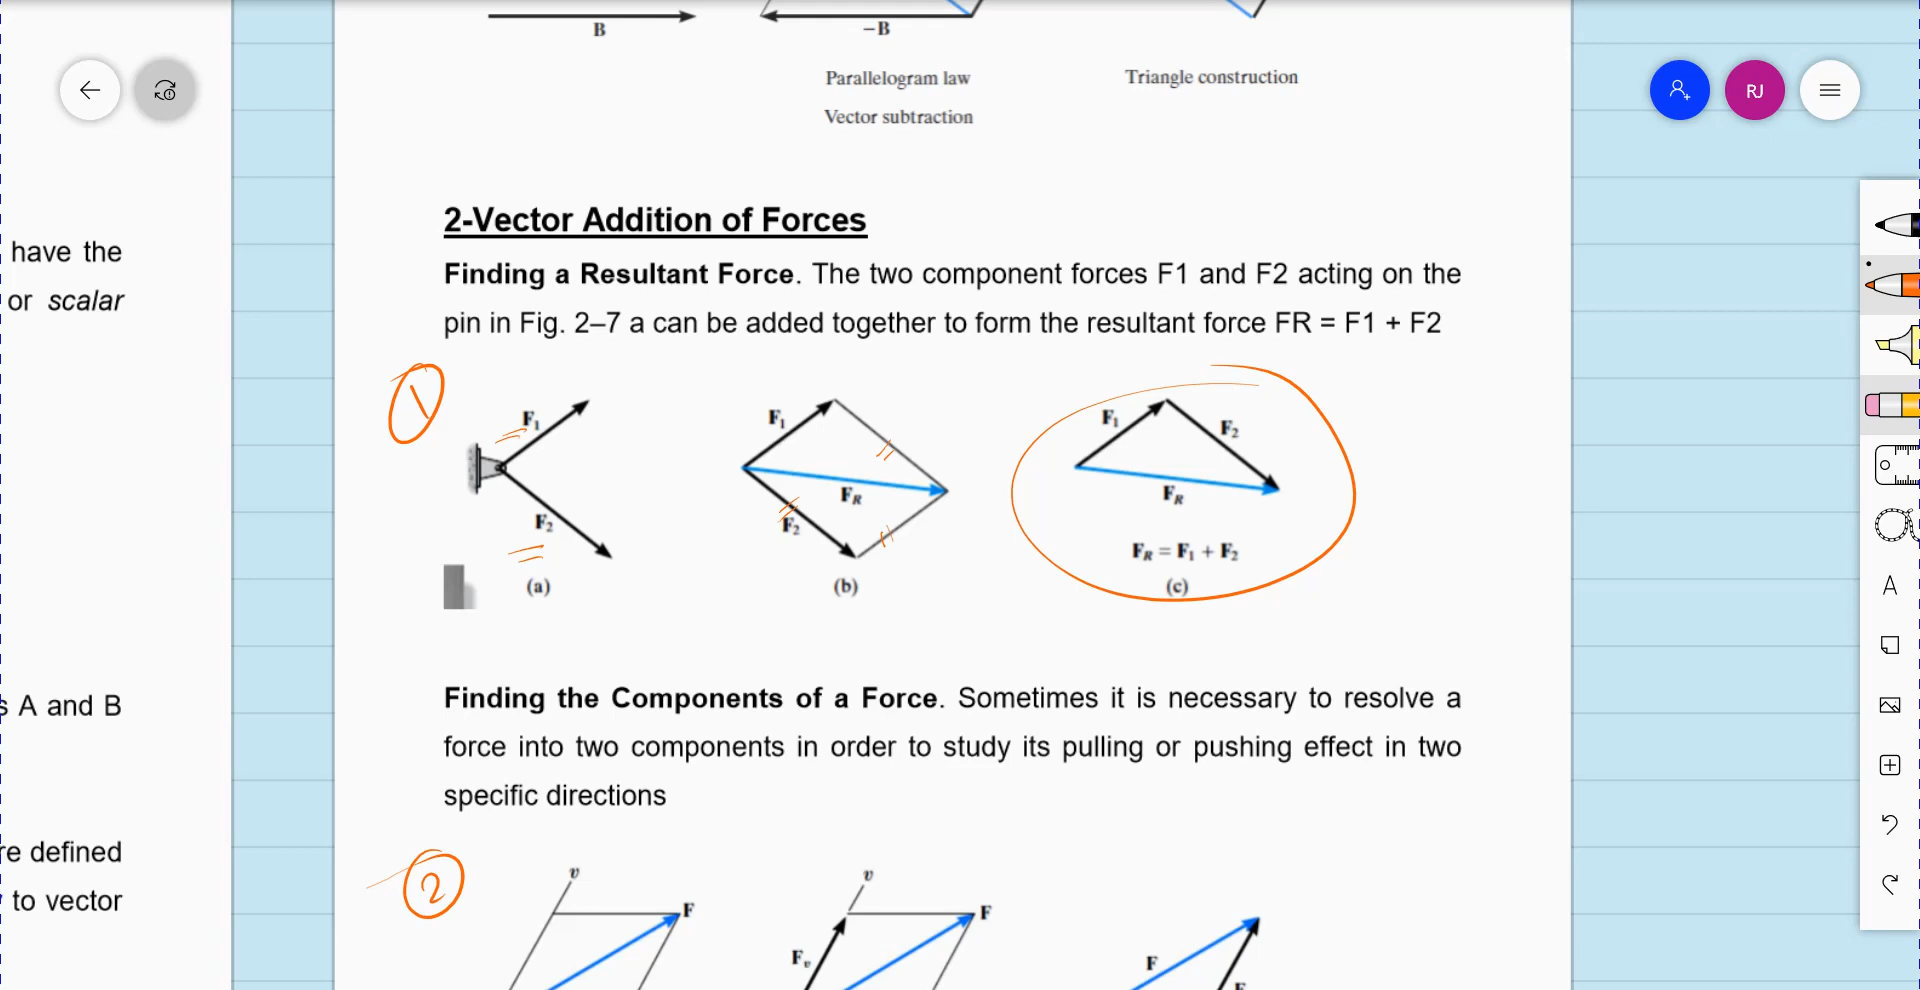 B
−B
Parallelogram law
Triangle construction
Vector subtraction
RJ
have the
or scalar
s A and B
re defined
to vector
2-Vector Addition of Forces
Finding a Resultant Force. The two component forces F1 and F2 acting on the
pin in Fig. 2–7 a can be added together to form the resultant force FR = F1 + F2
1
F1
F2
(a)
F1
FR
F2
(b)
F1
F2
FR
FR = F1 + F2
(c)
Finding the Components of a Force. Sometimes it is necessary to resolve a
force into two components in order to study its pulling or pushing effect in two
specific directions
2
v
F
v
F
Fv
F
A